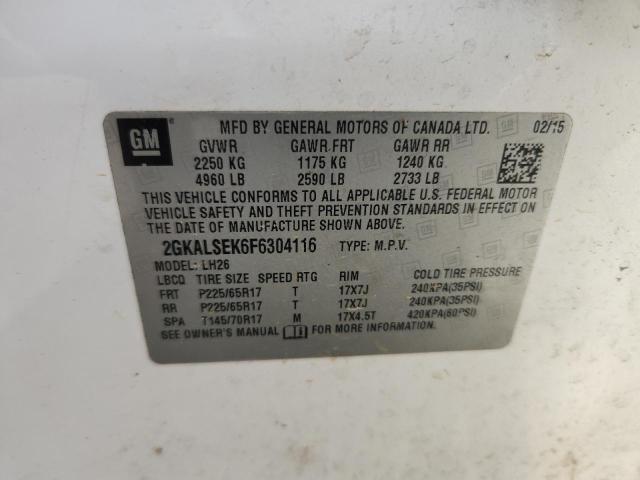 GM ® MFD BY GENERAL MOTORS OF CANADA LTD. 02/15
GVWR GAWR FRT GAWR RR
2250 KG 1175 KG 1240 KG
4960 LB 2590 LB 2733 LB
THIS VEHICLE CONFORMS TO ALL APPLICABLE U.S. FEDERAL MOTOR
VEHICLE SAFETY AND THEFT PREVENTION STANDARDS IN EFFECT ON
THE DATE OF MANUFACTURE SHOWN ABOVE.
2GKALSEK6F6304116 TYPE: M.P.V.
MODEL: LH26
LBCQ TIRE SIZE SPEED RTG RIM COLD TIRE PRESSURE
FRT P225/65R17 T 17X7J 240KPA(35PSI)
RR P225/65R17 T 17X7J 240KPA(35PSI)
SPA T145/70R17 M 17X4.5T 420KPA(60PSI)
SEE OWNER'S MANUAL FOR MORE INFORMATION.